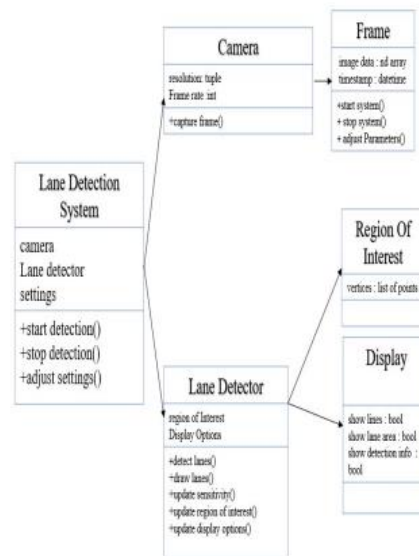 Camera
resolution: tuple
Frame rate :int
+capture frame()
Frame
image data : nd array
timestamp : datetime
+start system()
+ stop system()
+ adjust Parameters()
Lane Detection
System
camera
Lane detector
settings
+start detection()
+stop detection()
+adjust settings()
Region Of
Interest
vertices : list of points
Lane Detector
region of Interest
Display Options
+detect lanes()
+draw lanes()
+update sensitivity()
+update region of interest()
+update display options()
Display
show lines : bool
show lane area : bool
show detection info :
bool